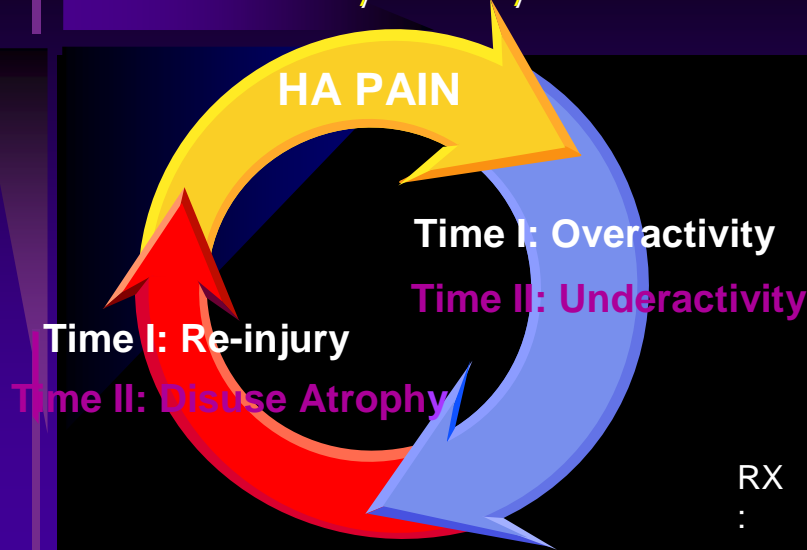 HA PAIN
Time I: Overactivity
Time II: Underactivity
Time I: Re-injury
Time II: Disuse Atrophy
RX
: